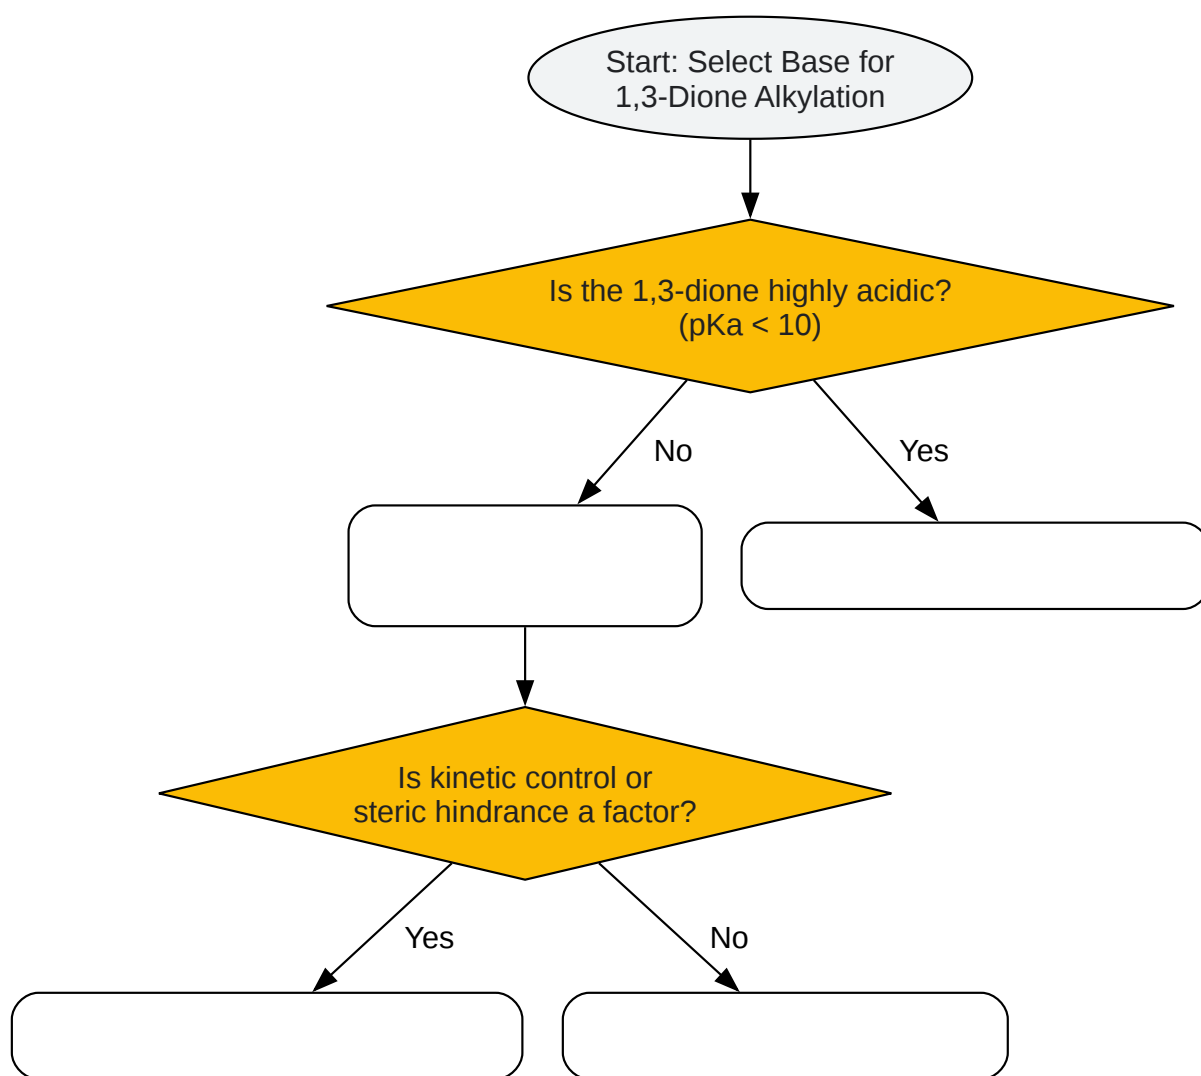 Start: Select Base for
1,3-Dione Alkylation
Is the 1,3-dione highly acidic?
(pKa < 10)
No
Yes
Is kinetic control or
steric hindrance a factor?
Yes
No